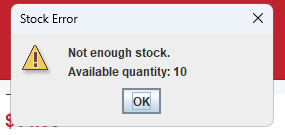 Stock Error
Not enough stock.
Available quantity: 10
OK